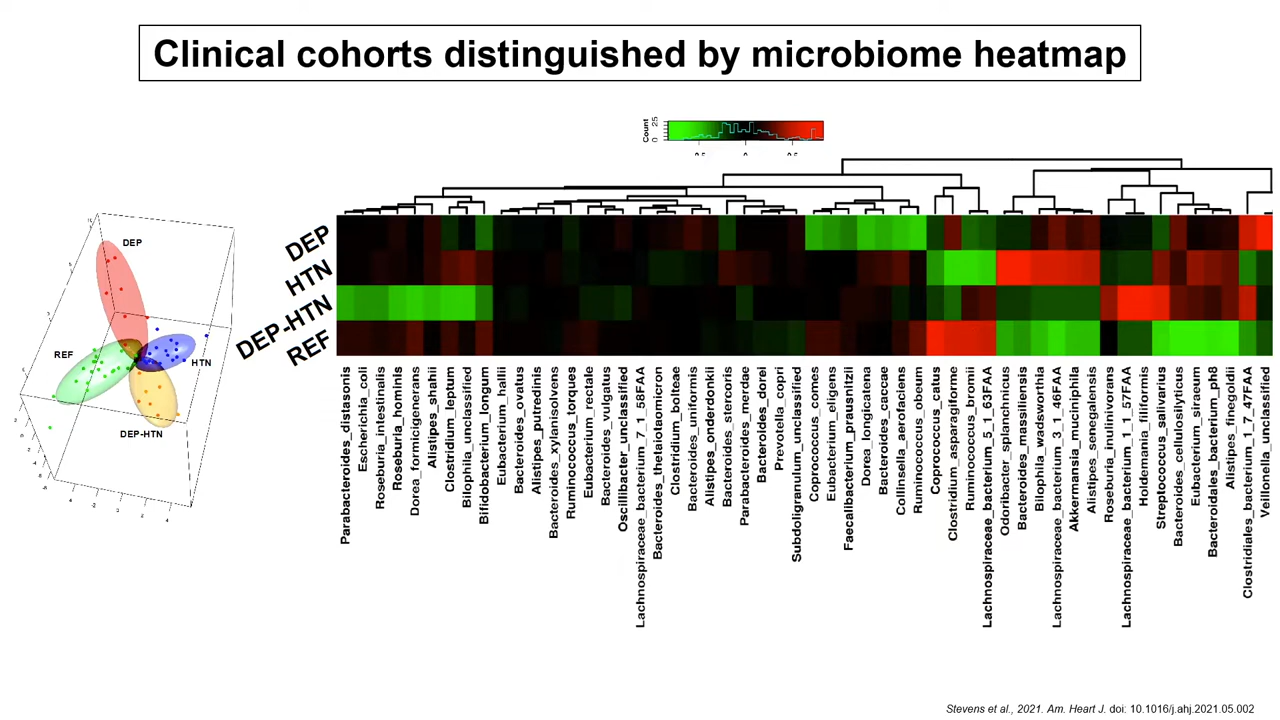 Clinical cohorts distinguished by microbiome heatmap
Count
DEP
HTN
DEP-HTN
REF
DEP
REF
HTN
DEP-HTN
Parabacteroides_distasonis
Escherichia_coli
Roseburia_intestinalis
Roseburia_hominis
Dorea_formicigenerans
Alistipes_shahii
Clostridium_leptum
Bilophila_unclassified
Bifidobacterium_longum
Eubacterium_hallii
Bacteroides_ovatus
Alistipes_putredinis
Bacteroides_xylanisolvens
Ruminococcus_torques
Eubacterium_rectale
Bacteroides_vulgatus
Oscillibacter_unclassified
Lachnospiraceae_bacterium_7_1_58FAA
Bacteroides_thetaiotaomicron
Clostridium_bolteae
Bacteroides_uniformis
Alistipes_onderdonkii
Bacteroides_stercoris
Parabacteroides_merdae
Bacteroides_dorei
Prevotella_copri
Subdoligranulum_unclassified
Coprococcus_comes
Eubacterium_eligens
Faecalibacterium_prausnitzii
Dorea_longicatena
Bacteroides_caccae
Collinsella_aerofaciens
Ruminococcus_obeum
Coprococcus_catus
Clostridium_asparagiforme
Ruminococcus_bromii
Lachnospiraceae_bacterium_5_1_63FAA
Odoribacter_splanchnicus
Bacteroides_massiliensis
Bilophila_wadsworthia
Lachnospiraceae_bacterium_3_1_46FAA
Akkermansia_muciniphila
Alistipes_senegalensis
Roseburia_inulinivorans
Lachnospiraceae_bacterium_1_1_57FAA
Holdemania_filiformis
Streptococcus_salivarius
Bacteroides_cellulosilyticus
Eubacterium_siraeum
Bacteroidales_bacterium_ph8
Alistipes_finegoldii
Clostridiales_bacterium_1_7_47FAA
Veillonella_unclassified
Stevens et al., 2021. Am. Heart J. doi: 10.1016/j.ahj.2021.05.002